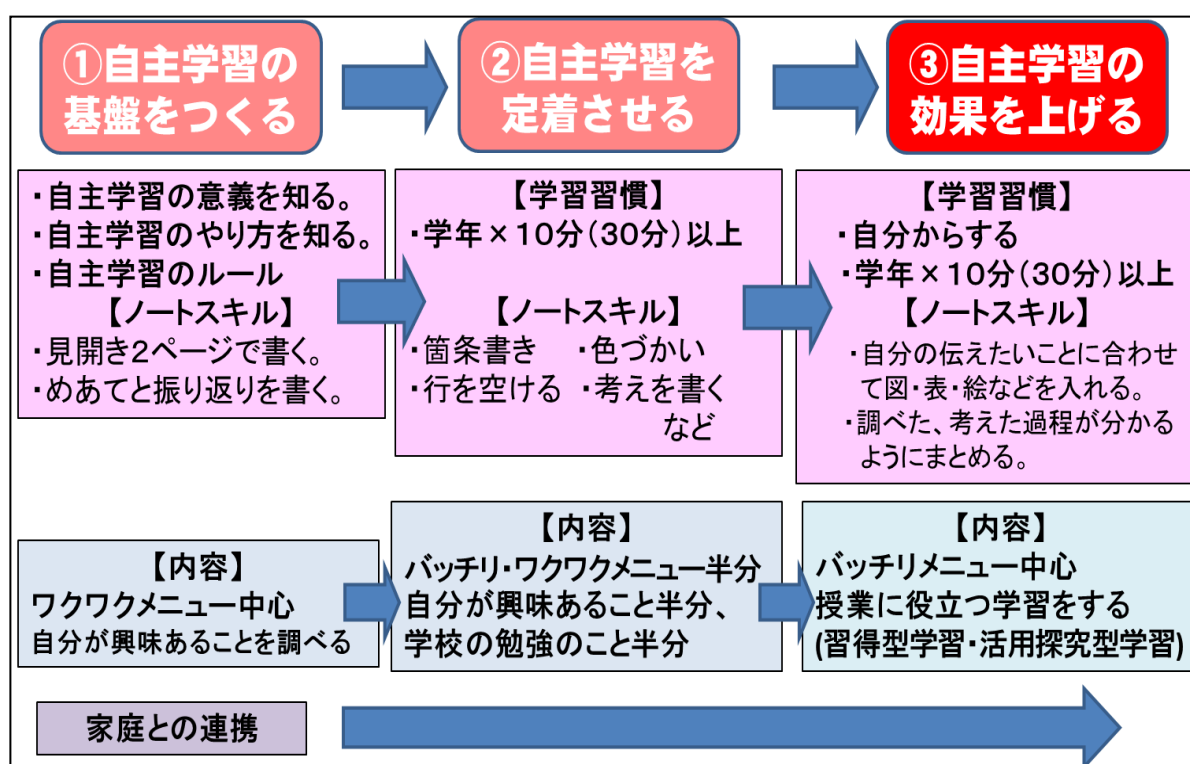 ①自主学習の
基盤をつくる
②自主学習を
定着させる
③自主学習の
効果を上げる
・自主学習の意義を知る。
・自主学習のやり方を知る。
・自主学習のルール
【ノートスキル】
・見開き2ページで書く。
・めあてと振り返りを書く。
【学習習慣】
・学年×10分(30分)以上
【ノートスキル】
・箇条書き ・色づかい
・行を空ける ・考えを書く
など
【学習習慣】
・自分からする
・学年×10分(30分)以上
【ノートスキル】
・自分の伝えたいことに合わせ
て図・表・絵などを入れる。
・調べた、考えた過程が分かる
ようにまとめる。
【内容】
ワクワクメニュー中心
自分が興味あることを調べる
【内容】
バッチリ・ワクワクメニュー半分
自分が興味あること半分、
学校の勉強のこと半分
【内容】
バッチリメニュー中心
授業に役立つ学習をする
(習得型学習・活用探究型学習)
家庭との連携